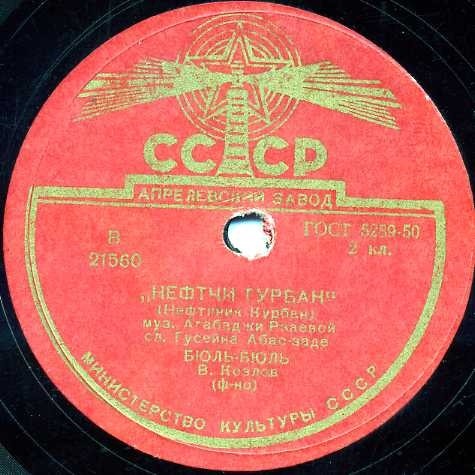 СССР
АПРЕЛЕВСКИЙ ЗАВОД
В
21560
ГОСТ 5289-50
2 кл.
„НЕФТЧИ ГУРБАН“
(Нефтяник Курбан)
муз. Агабаджи Рзаевой
сл. Гусейна Абас-заде
БЮЛЬ-БЮЛЬ
В. Козлов
(ф-но)
МИНИСТЕРСТВО КУЛЬТУРЫ СССР